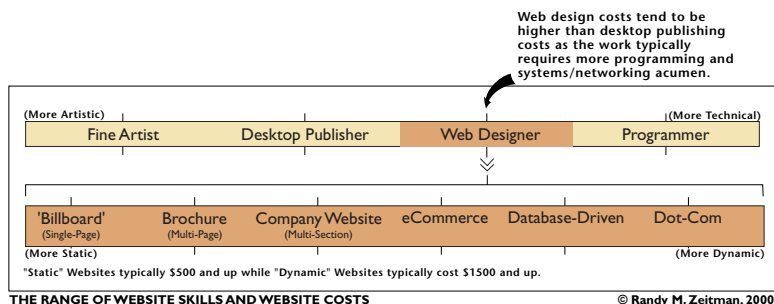 Web design costs tend to be
higher than desktop publishing
costs as the work typically
requires more programming and
systems/networking acumen.
(More Artistic)
(More Technical)
Fine Artist
Desktop Publisher
Web Designer
Programmer
'Billboard'
(Single-Page)
Brochure
(Multi-Page)
Company Website
(Multi-Section)
eCommerce
Database-Driven
Dot-Com
(More Static)
(More Dynamic)
"Static" Websites typically $500 and up while "Dynamic" Websites typically cost $1500 and up.
THE RANGE OF WEBSITE SKILLS AND WEBSITE COSTS
© Randy M. Zeitman, 2000